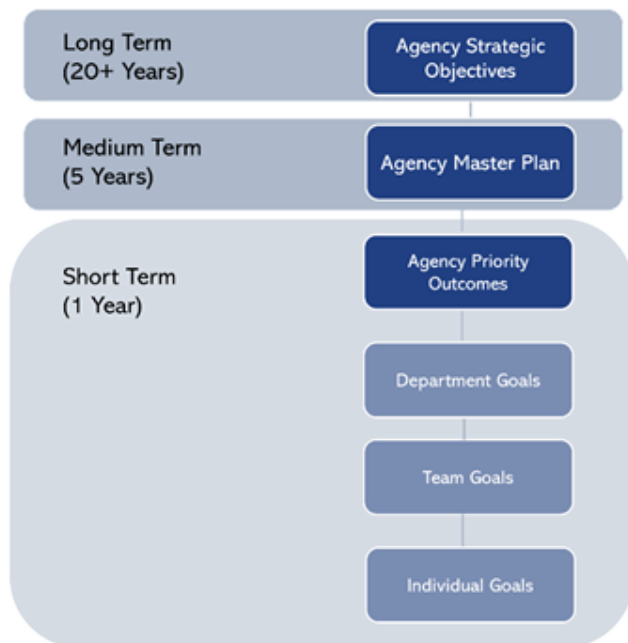 Long Term
(20+ Years)
Agency Strategic
Objectives
Medium Term
(5 Years)
Agency Master Plan
Short Term
(1 Year)
Agency Priority
Outcomes
Department Goals
Team Goals
Individual Goals